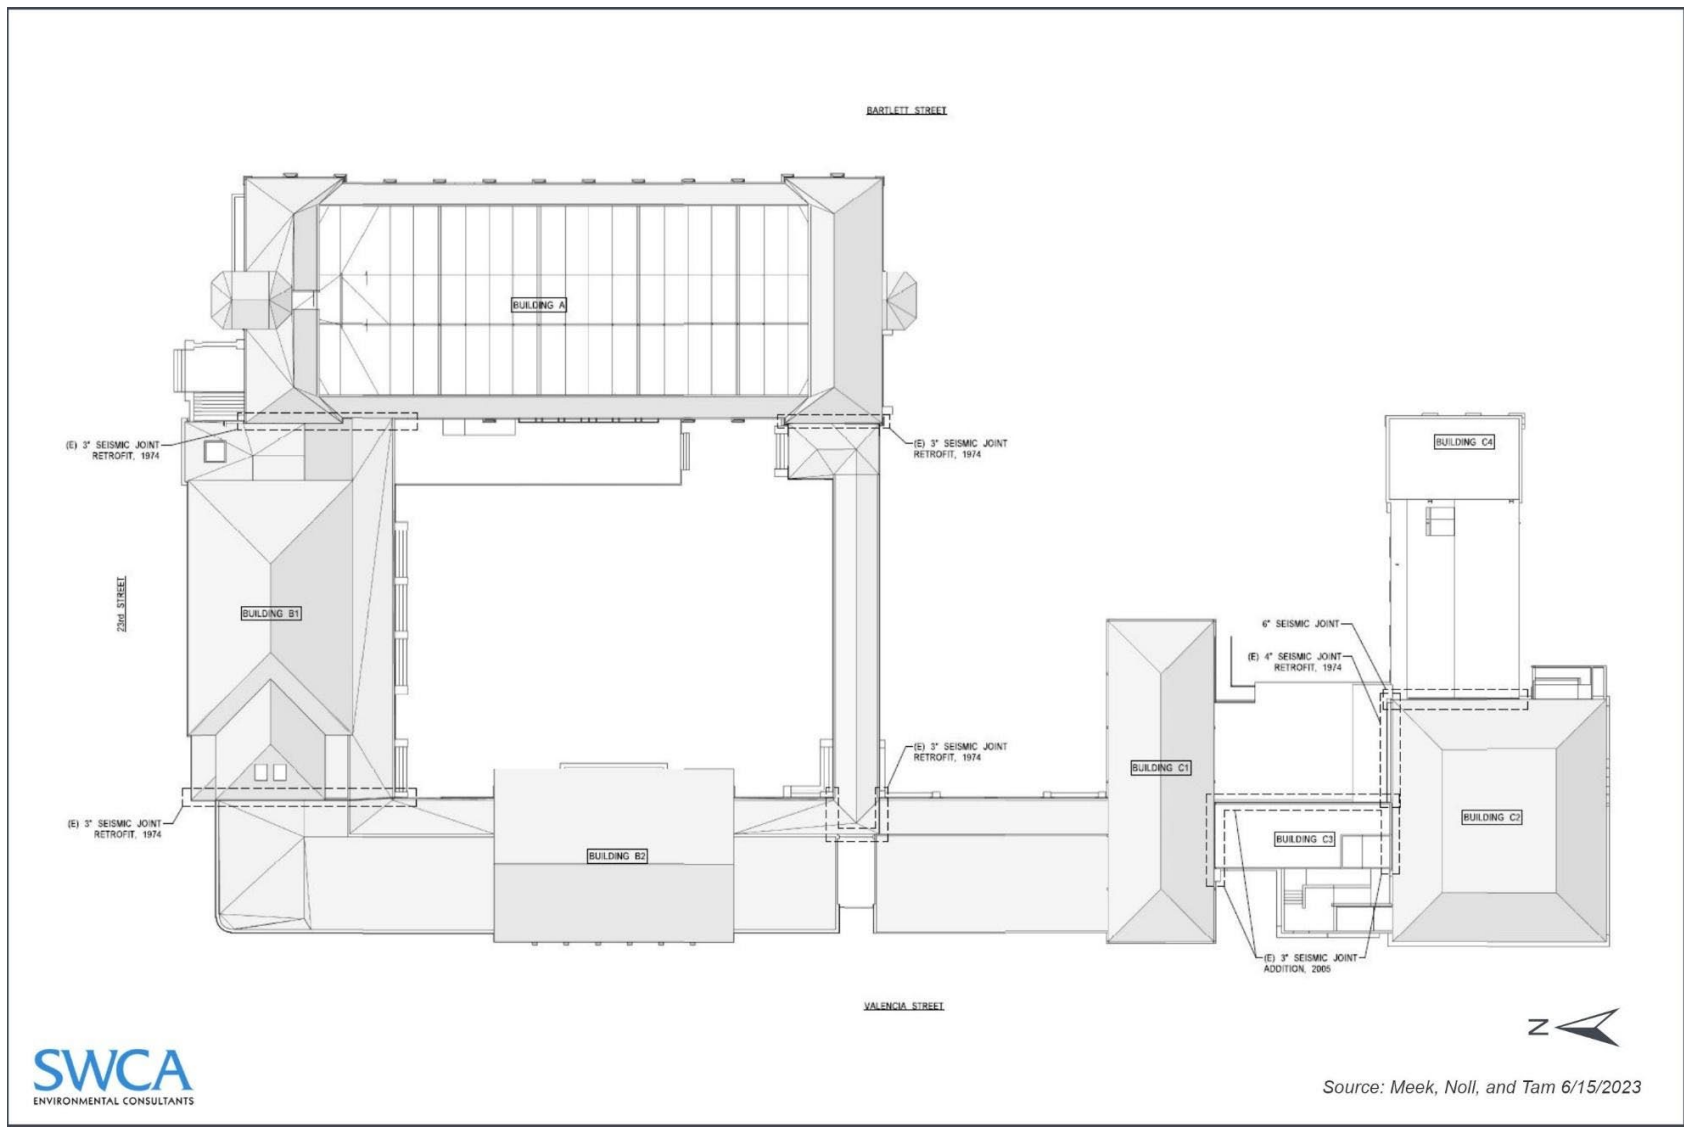 BARTLETT STREET
BUILDING A
(E) 3" SEISMIC JOINT
RETROFIT, 1974
(E) 3" SEISMIC JOINT
RETROFIT, 1974
BUILDING C4
23rd STREET
BUILDING B1
6" SEISMIC JOINT
(E) 4" SEISMIC JOINT
RETROFIT, 1974
(E) 3" SEISMIC JOINT
RETROFIT, 1974
BUILDING C1
(E) 3" SEISMIC JOINT
RETROFIT, 1974
BUILDING B2
BUILDING C3
BUILDING C2
(E) 3" SEISMIC JOINT
ADDITION, 2005
VALENCIA STREET
N
SWCA
ENVIRONMENTAL CONSULTANTS
Source: Meek, Noll, and Tam 6/15/2023